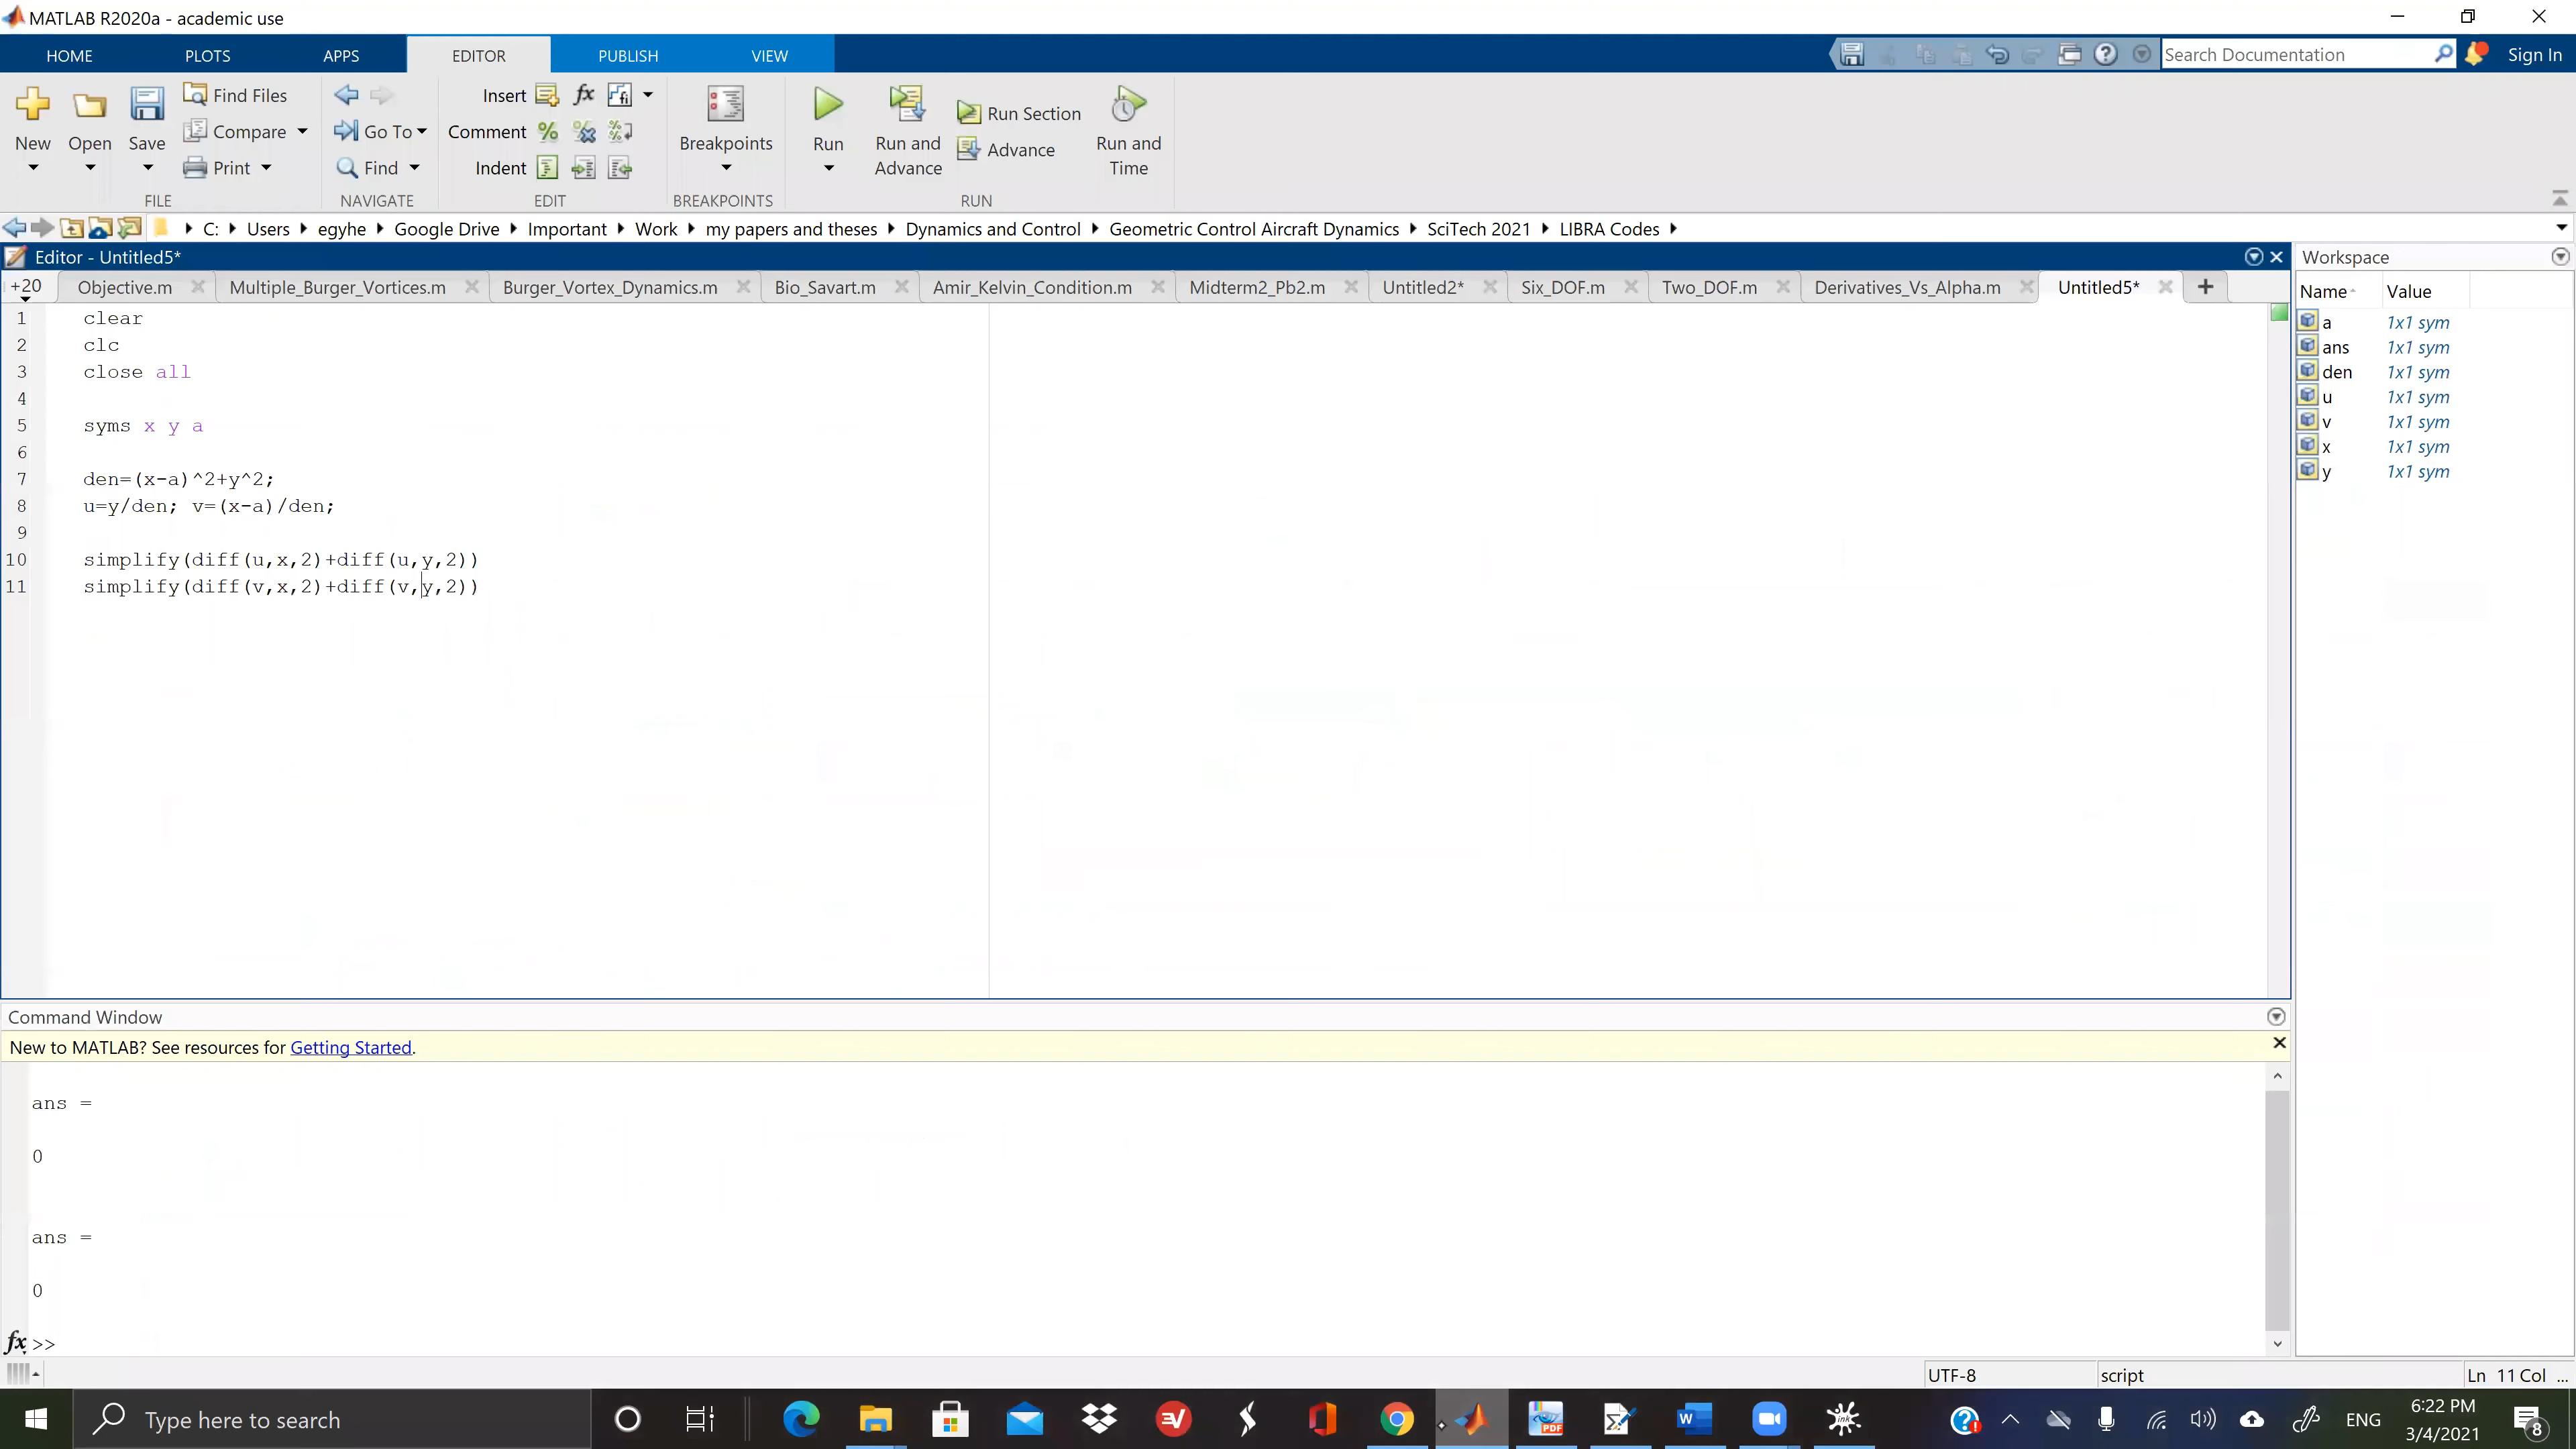 MATLAB R2020a - academic use
HOME PLOTS APPS EDITOR PUBLISH VIEW Search Documentation Sign In
New Open Save Find Files Compare Print
Go To Find
Insert fx fi
Comment
Indent
Breakpoints
Run Run and Advance Run Section Advance Run and Time
FILE NAVIGATE EDIT BREAKPOINTS RUN
C: Users egyhe Google Drive Important Work my papers and theses Dynamics and Control Geometric Control Aircraft Dynamics SciTech 2021 LIBRA Codes
Editor - Untitled5*
+20 Objective.m Multiple_Burger_Vortices.m Burger_Vortex_Dynamics.m Bio_Savart.m Amir_Kelvin_Condition.m Midterm2_Pb2.m Untitled2* Six_DOF.m Two_DOF.m Derivatives_Vs_Alpha.m Untitled5* +
1 clear
2 clc
3 close all
4
5 syms x y a
6
7 den=(x-a)^2+y^2;
8 u=y/den; v=(x-a)/den;
9
10 simplify(diff(u,x,2)+diff(u,y,2))
11 simplify(diff(v,x,2)+diff(v,y,2))
Workspace
Name Value
a 1x1 sym
ans 1x1 sym
den 1x1 sym
u 1x1 sym
v 1x1 sym
x 1x1 sym
y 1x1 sym
Command Window
New to MATLAB? See resources for Getting Started.
ans =
0
ans =
0
fx >>
UTF-8 script Ln 11 Col ...
Type here to search
ENG
6:22 PM
3/4/2021
8